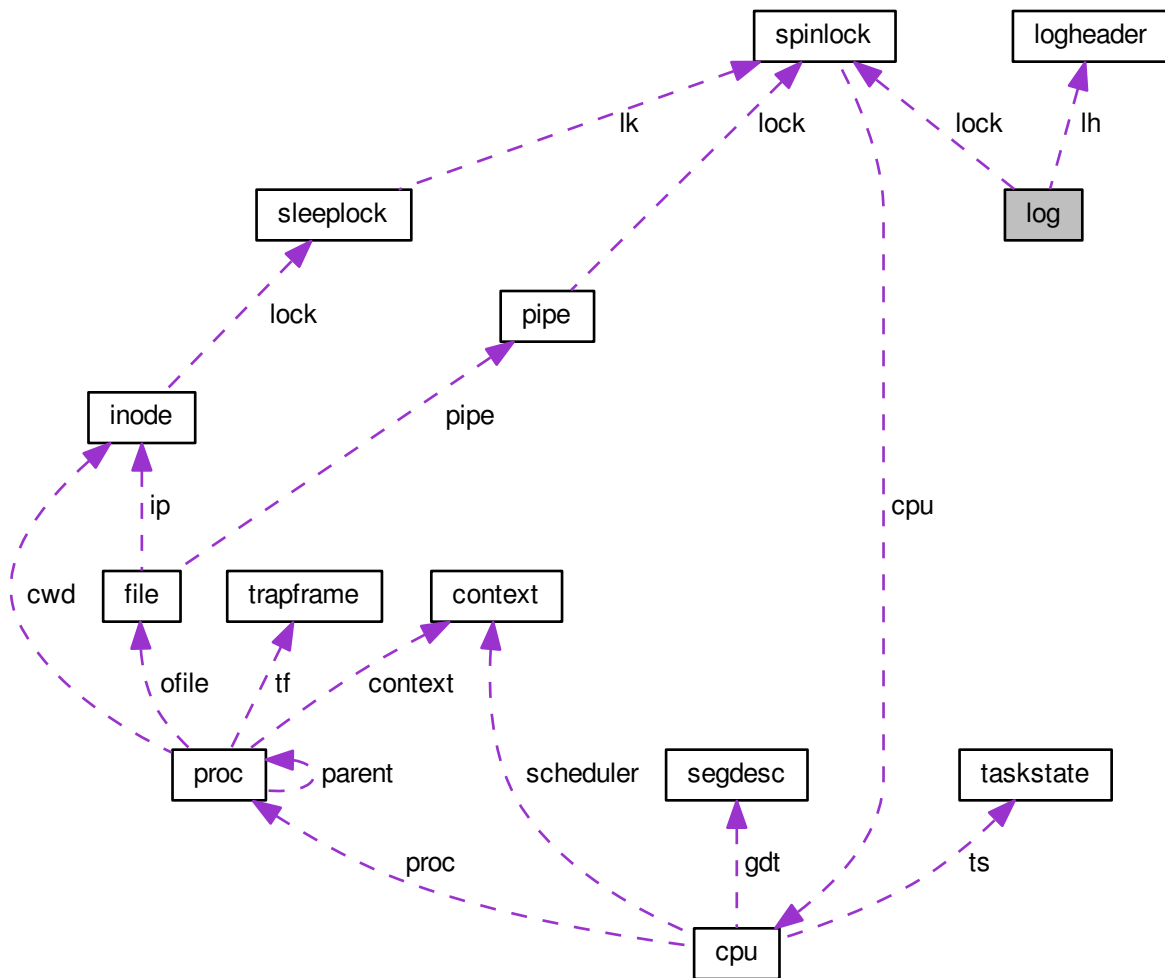 spinlock
logheader
lk
lock
lock
lh
sleeplock
log
pipe
lock
inode
pipe
ip
cpu
cwd
file
trapframe
context
ofile
tf
context
proc
parent
scheduler
segdesc
taskstate
proc
gdt
ts
cpu